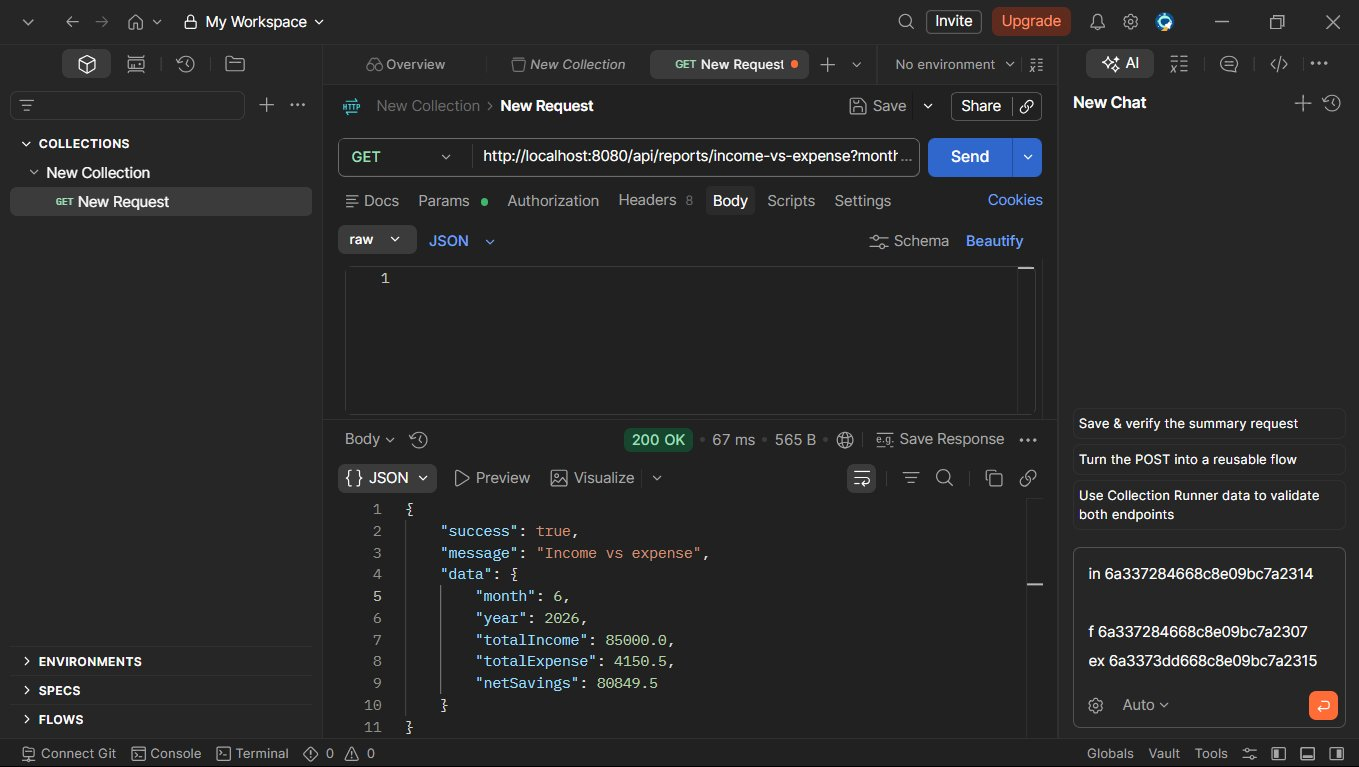 My Workspace
Invite
Upgrade
Overview
New Collection
GET New Request
No environment
AI
HTTP New Collection > New Request
Save
Share
New Chat
COLLECTIONS
New Collection
GET New Request
GET
http://localhost:8080/api/reports/income-vs-expense?month ...
Send
Docs Params Authorization Headers 8 Body Scripts Settings
Cookies
raw
JSON
Schema
Beautify
1
Save & verify the summary request
Turn the POST into a reusable flow
Use Collection Runner data to validate
both endpoints
Body
200 OK • 67 ms • 565 B
e.g. Save Response
{} JSON
Preview
Visualize
1 {
2 "success": true,
3 "message": "Income vs expense",
4 "data": {
5 "month": 6,
6 "year": 2026,
7 "totalIncome": 85000.0,
8 "totalExpense": 4150.5,
9 "netSavings": 80849.5
10 }
11 }
in 6a337284668c8e09bc7a2314
f 6a337284668c8e09bc7a2307
ex 6a3373dd668c8e09bc7a2315
Auto
ENVIRONMENTS
SPECS
FLOWS
Connect Git
Console
Terminal
0
0
Globals
Vault
Tools